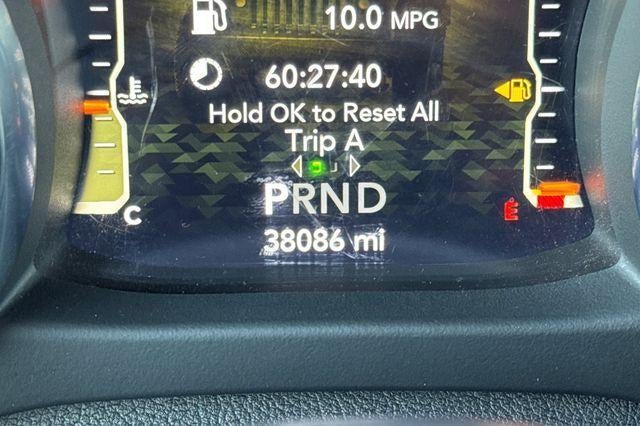 10.0 MPG
60:27:40
Hold OK to Reset All
Trip A
PRND
38086 mi
C
E